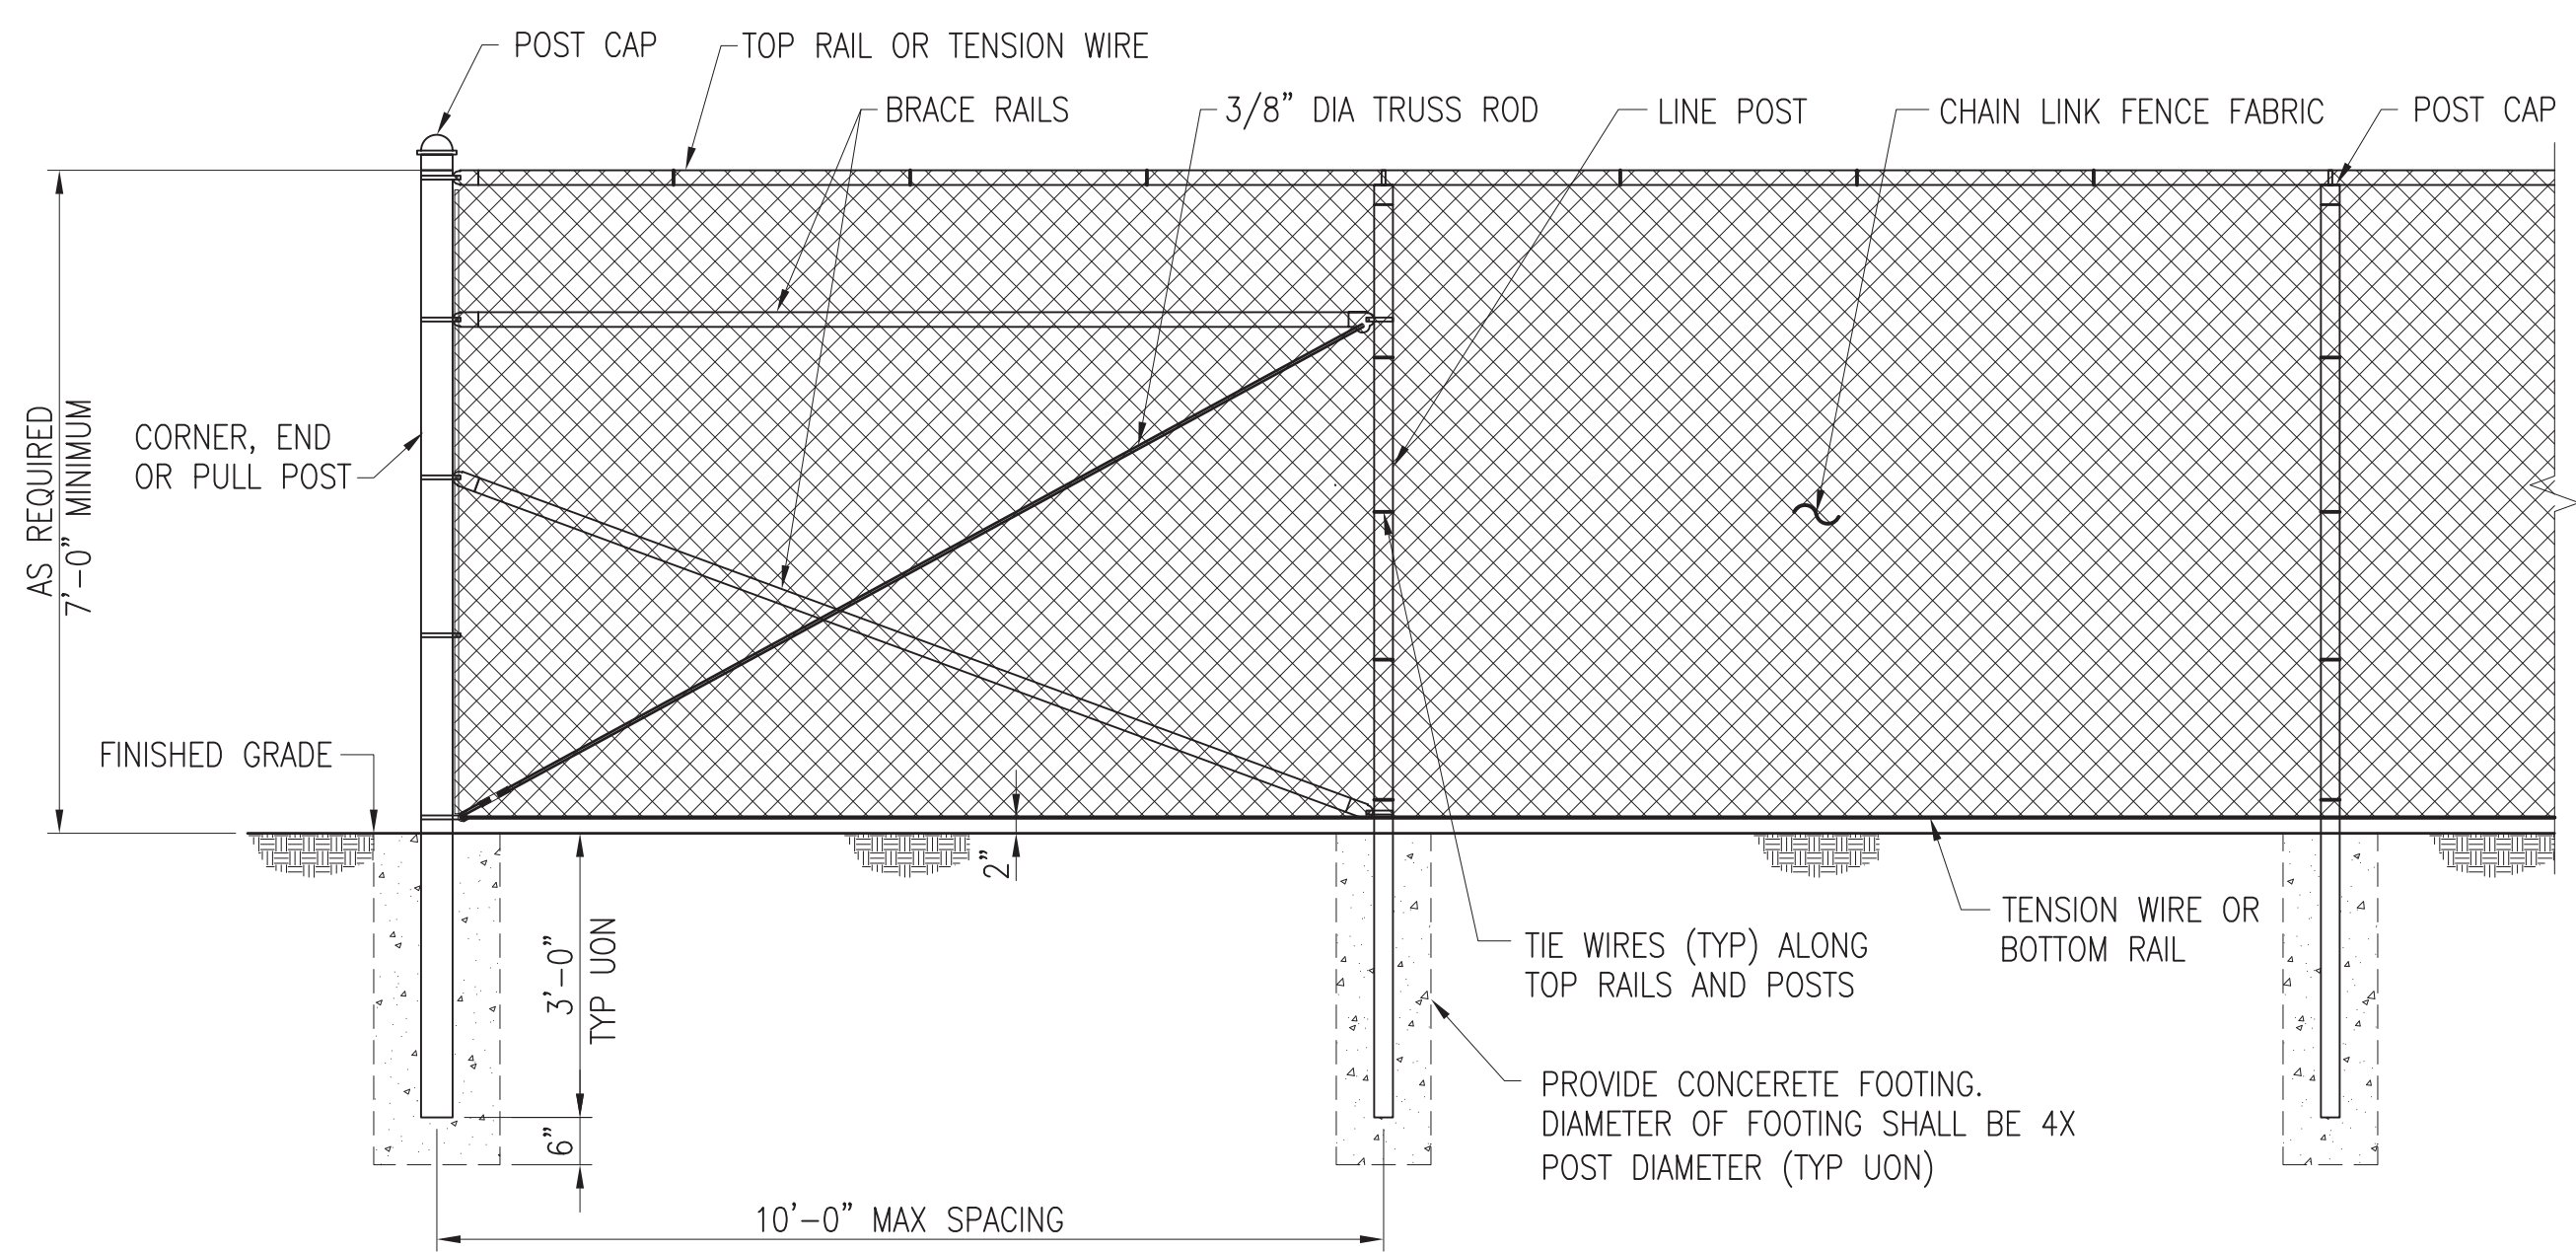 POST CAP
TOP RAIL OR TENSION WIRE
BRACE RAILS
3/8” DIA TRUSS ROD
LINE POST
CHAIN LINK FENCE FABRIC
POST CAP
AS REQUIRED
7’-0” MINIMUM
CORNER, END
OR PULL POST
FINISHED GRADE
2”
3’-0”
TYP UON
6”
TENSION WIRE OR
BOTTOM RAIL
TIE WIRES (TYP) ALONG
TOP RAILS AND POSTS
PROVIDE CONCERETE FOOTING.
DIAMETER OF FOOTING SHALL BE 4X
POST DIAMETER (TYP UON)
10’-0” MAX SPACING